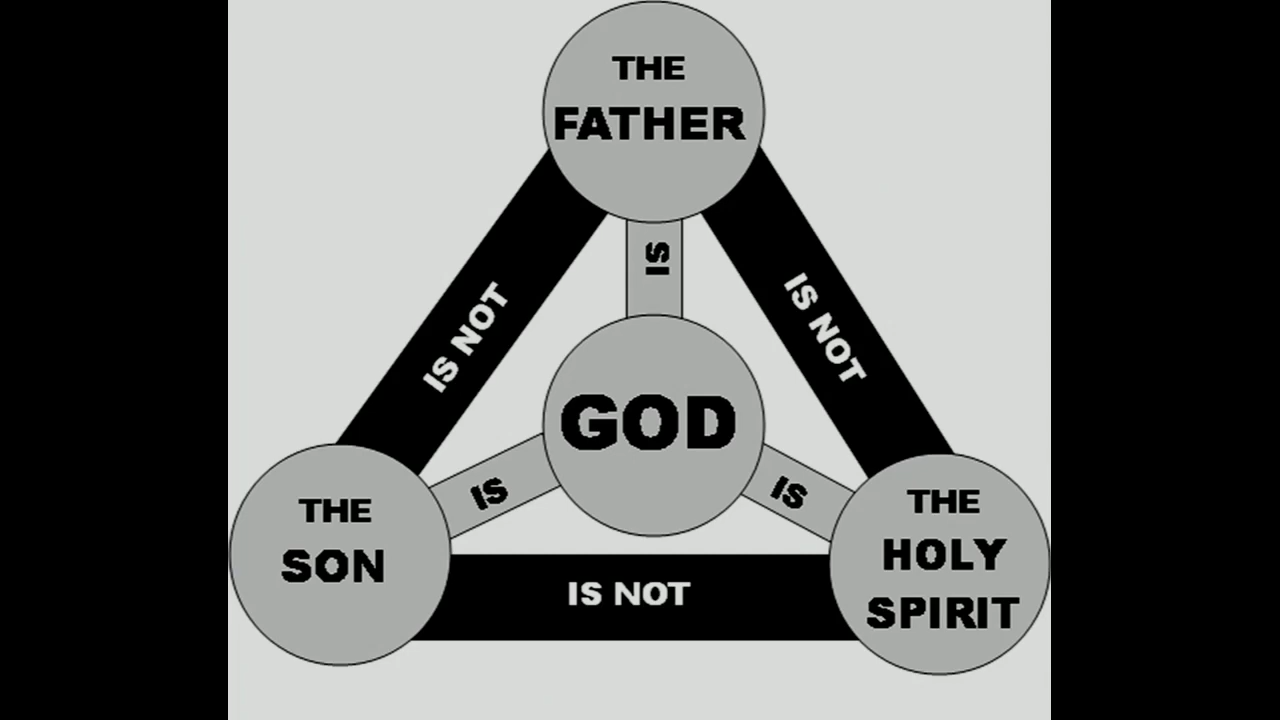 THE
FATHER
IS
IS NOT
IS NOT
GOD
IS
IS
THE
SON
THE
HOLY
SPIRIT
IS NOT